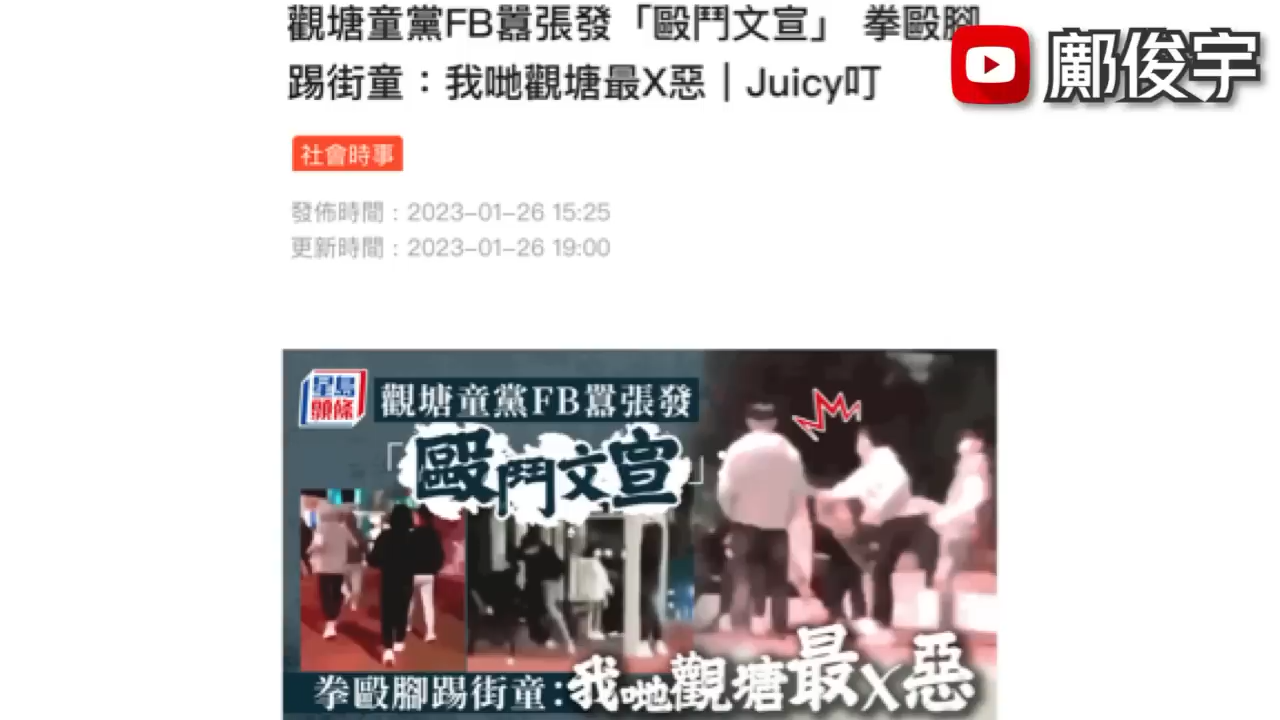 觀塘童黨FB囂張發「毆鬥文宣」 拳毆腳
踢街童：我哋觀塘最X惡｜Juicy叮
鄺俊宇
社會時事
發佈時間：2023-01-26 15:25
更新時間：2023-01-26 19:00
星島
頭條
觀塘童黨FB囂張發
「毆鬥文宣」
拳毆腳踢街童：我哋觀塘最X惡